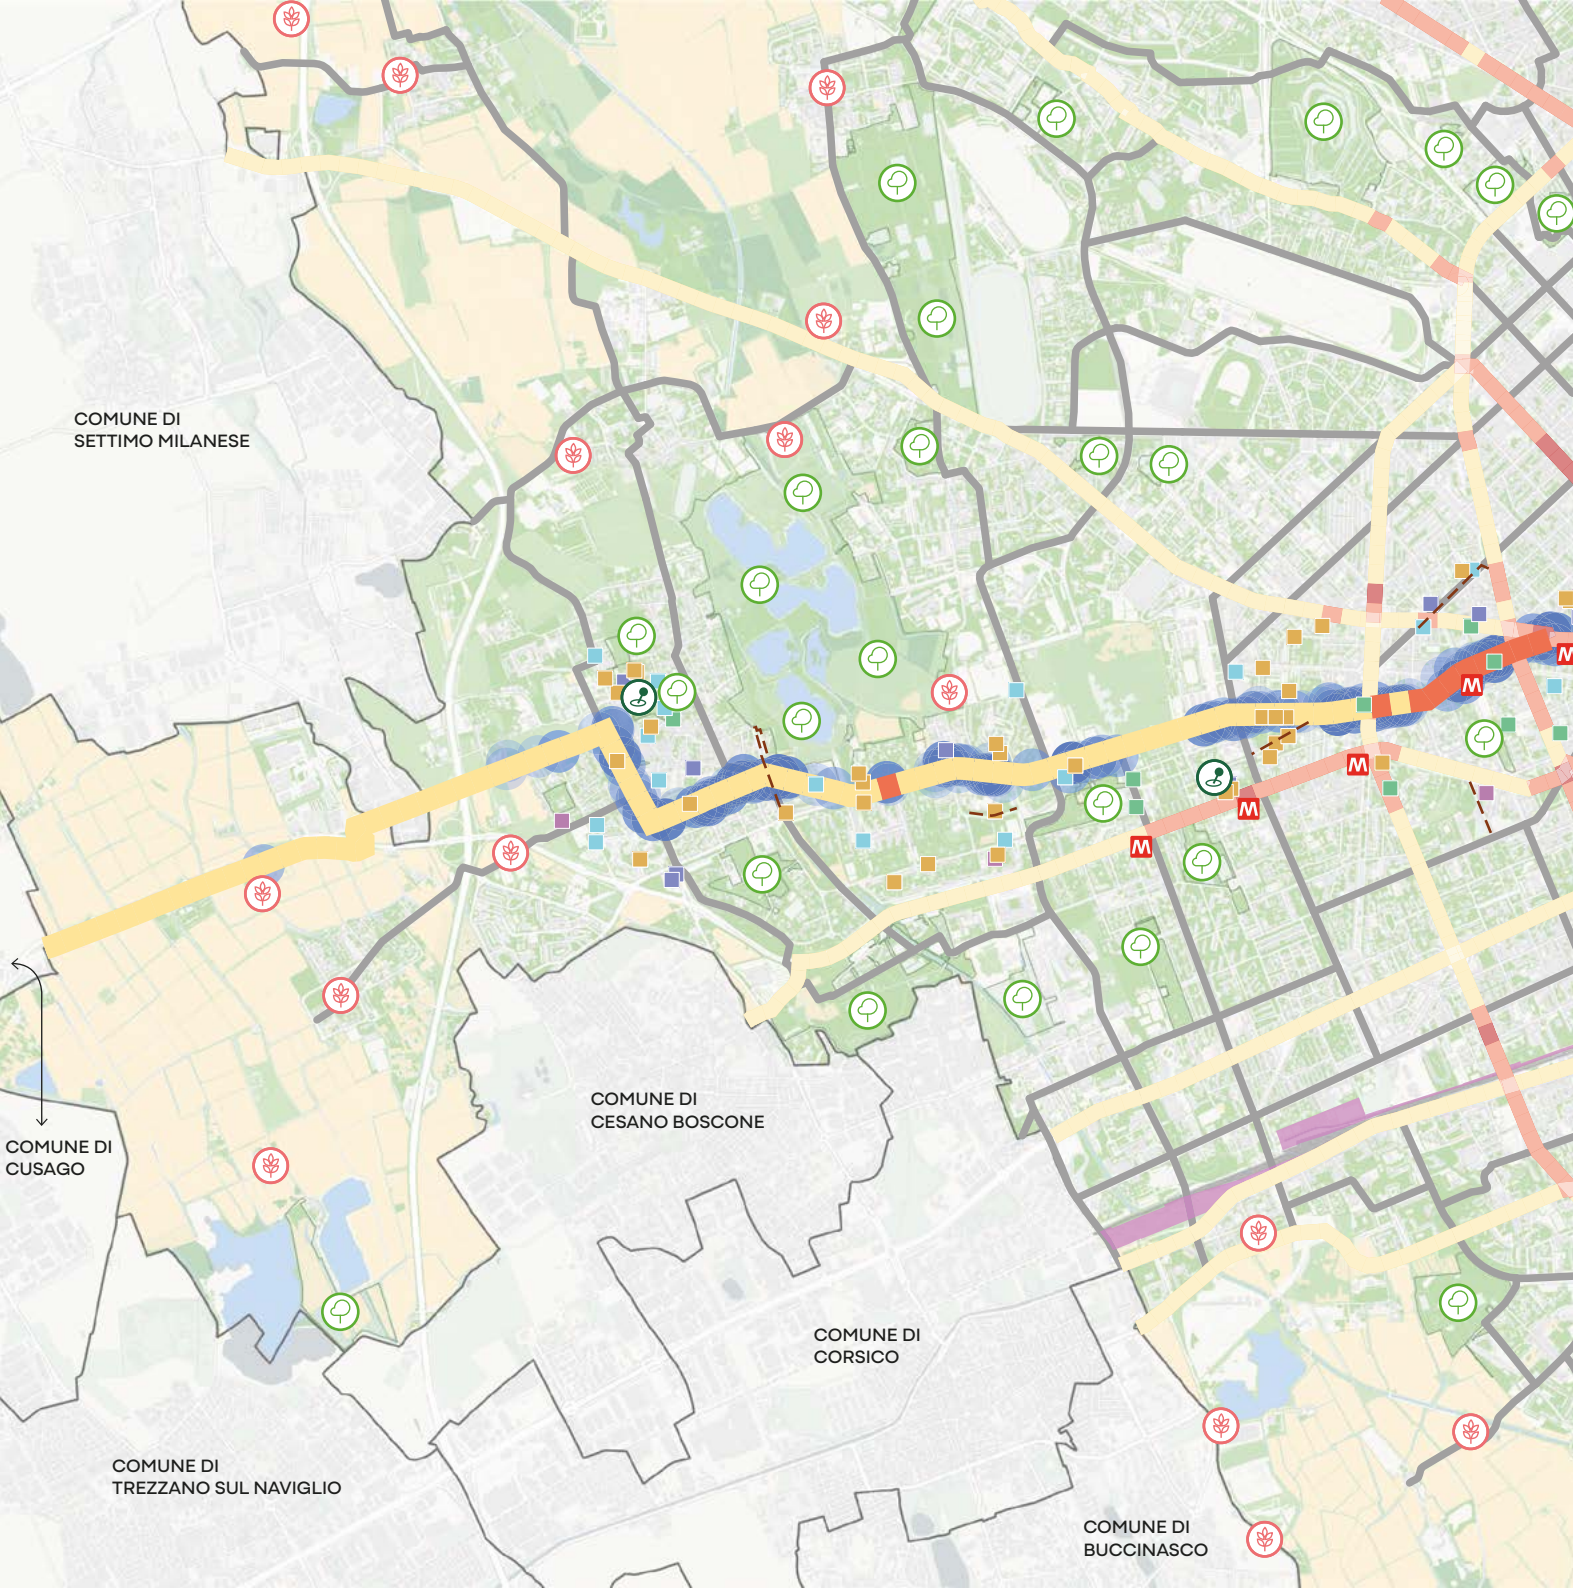 COMUNE DI
SETTIMO MILANESE
M
M
M
M
M
COMUNE DI
CESANO BOSCONE
COMUNE DI
CUSAGO
COMUNE DI
CORSICO
COMUNE DI
TREZZANO SUL NAVIGLIO
COMUNE DI
BUCCINASCO